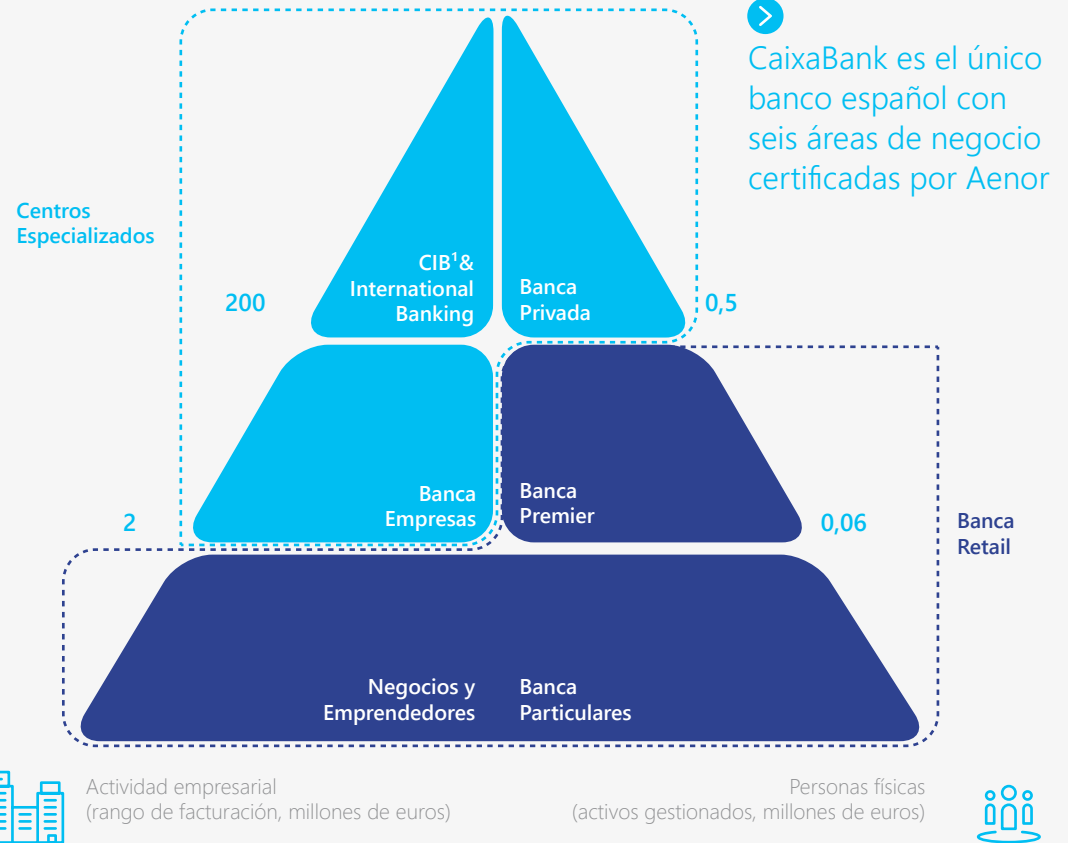 CaixaBank es el único
banco español con
seis áreas de negocio
certificadas por Aenor
Centros
Especializados
200
CIB¹&
International
Banking
Banca
Privada
0,5
2
Banca
Empresas
Banca
Premier
0,06
Banca
Retail
Negocios y
Emprendedores
Banca
Particulares
Actividad empresarial
(rango de facturación, millones de euros)
Personas físicas
(activos gestionados, millones de euros)